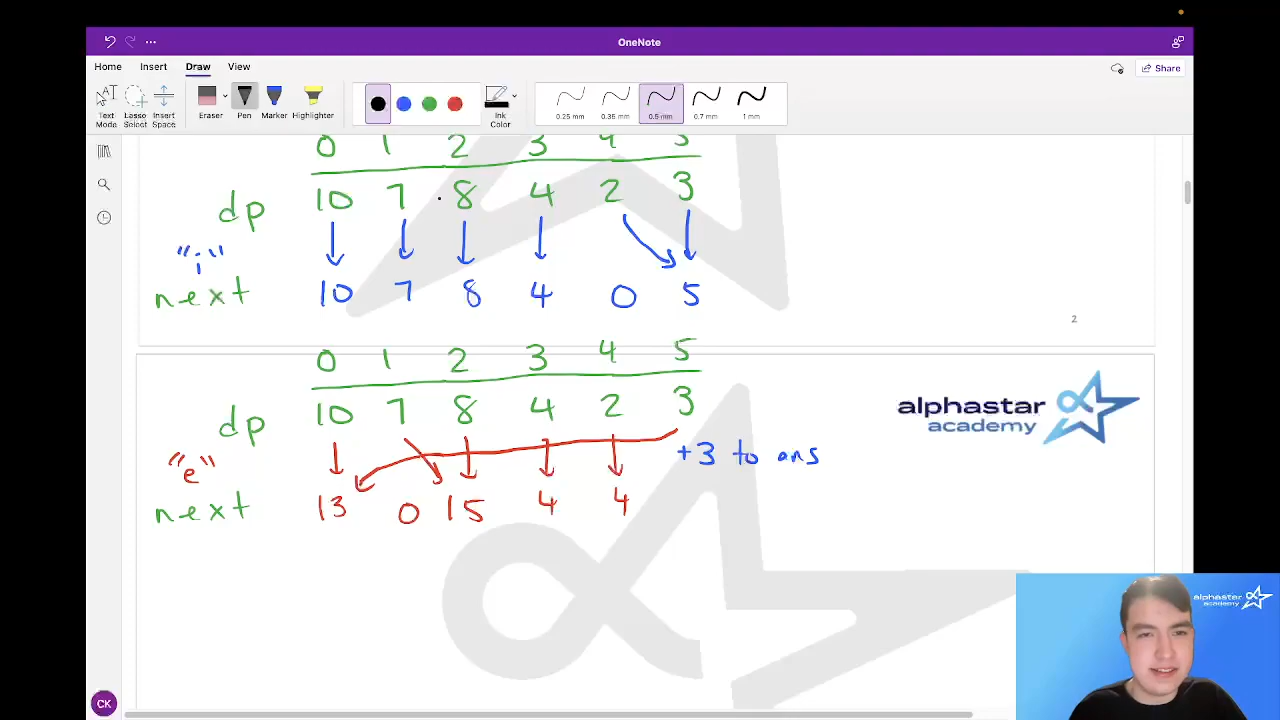 OneNote
Home Insert Draw View
Share
Text Mode Lasso Select Insert Space Eraser Pen Marker Highlighter Ink Color 0.25 mm 0.35 mm 0.5 mm 0.7 mm 1 mm
0 1 2 3 4 5
dp 10 7 8 4 2 3
"i"
next 10 7 8 4 0 5
2
0 1 2 3 4 5
dp 10 7 8 4 2 3
alphastar academy
"e" +3 to ans
next 13 0 15 4 4
alphastar academy
CK